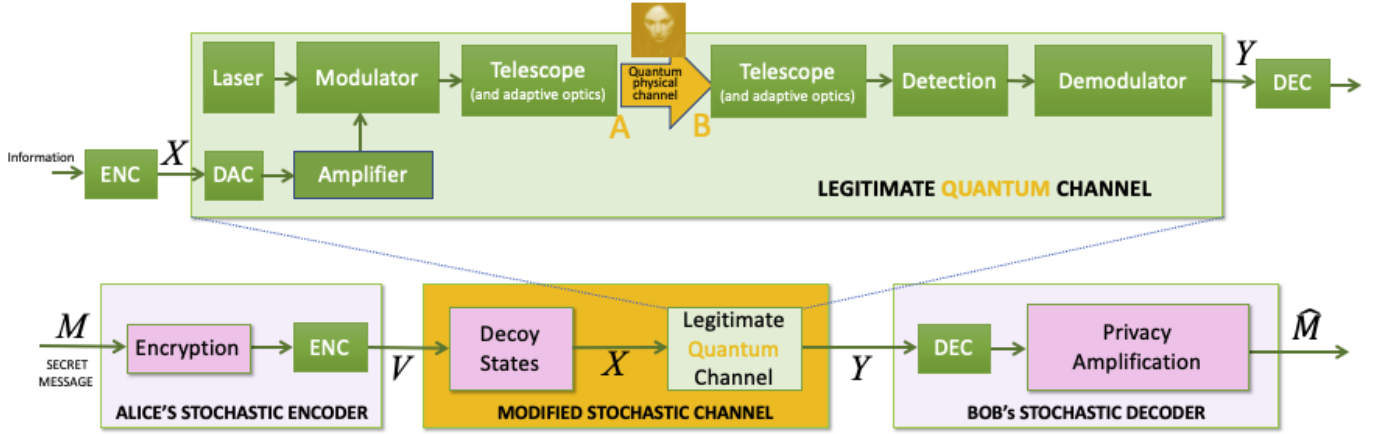 Laser
Modulator
Telescope
(and adaptive optics)
Quantum
physical
channel
A
B
Telescope
(and adaptive optics)
Detection
Demodulator
Y
DEC
Information
ENC
X
DAC
Amplifier
LEGITIMATE QUANTUM CHANNEL
M
SECRET
MESSAGE
Encryption
ENC
ALICE'S STOCHASTIC ENCODER
V
Decoy
States
X
Legitimate
Quantum
Channel
MODIFIED STOCHASTIC CHANNEL
Y
DEC
Privacy
Amplification
BOB's STOCHASTIC DECODER
M̂